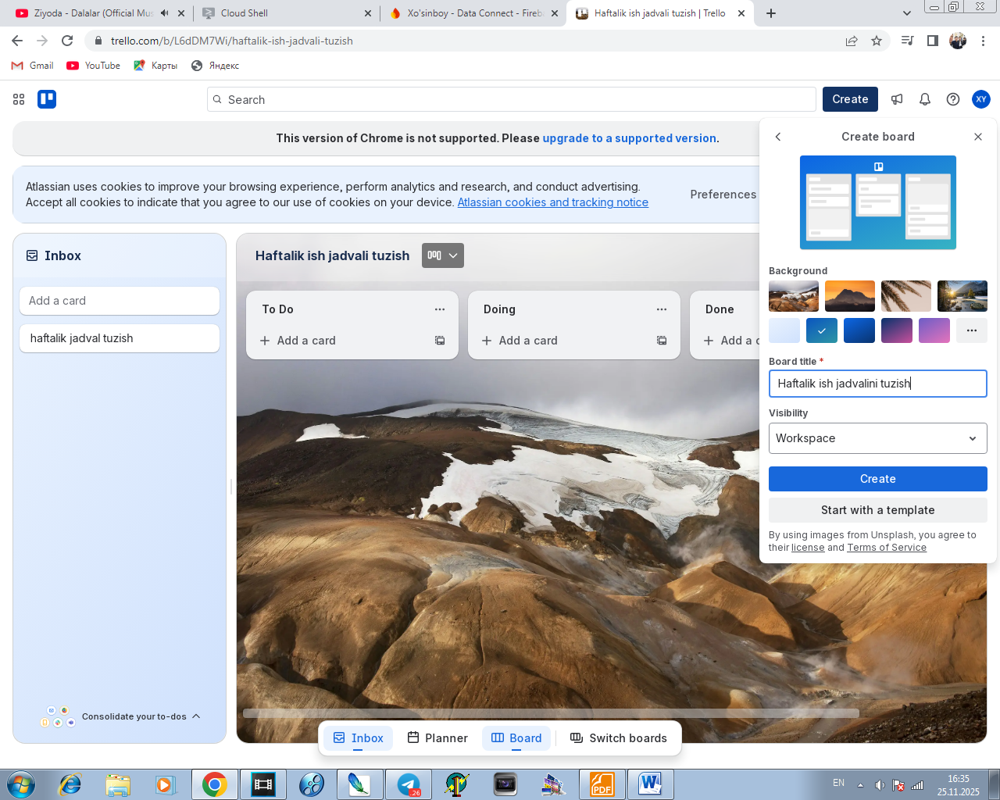 Ziyoda - Dalalar (Official Mus
Cloud Shell
Xo'sinboy - Data Connect - Fireb
Haftalik ish jadvali tuzish | Trello
trello.com/b/L6dDM7Wi/haftalik-ish-jadvali-tuzish
Gmail
YouTube
Карты
Яндекс
Search
Create
XY
This version of Chrome is not supported. Please upgrade to a supported version.
Atlassian uses cookies to improve your browsing experience, perform analytics and research, and conduct advertising.
Accept all cookies to indicate that you agree to our use of cookies on your device. Atlassian cookies and tracking notice
Preferences
Inbox
Add a card
haftalik jadval tuzish
Consolidate your to-dos
Haftalik ish jadvali tuzish
To Do
Add a card
Doing
Add a card
Done
Add a c
Create board
Background
Board title *
Haftalik ish jadvalini tuzish
Visibility
Workspace
Create
Start with a template
By using images from Unsplash, you agree to
their license and Terms of Service
Inbox
Planner
Board
Switch boards
.26
PDF
W
EN
16:35
25.11.2025